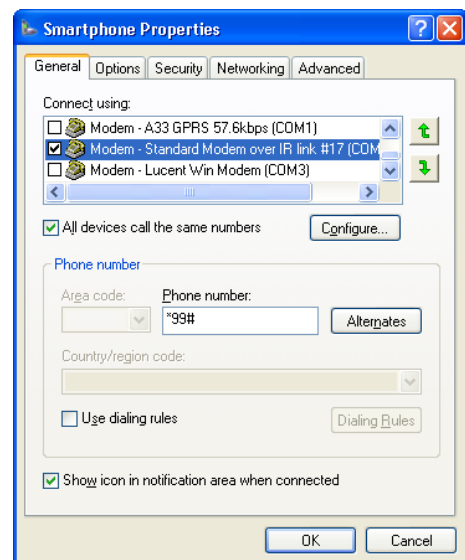 Smartphone Properties
General Options Security Networking Advanced
Connect using:
Modem - A33 GPRS 57.6kbps (COM1)
Modem - Standard Modem over IR link #17 (COM
Modem - Lucent Win Modem (COM3)
All devices call the same numbers Configure...
Phone number
Area code: Phone number:
*99# Alternates
Country/region code:
Use dialing rules Dialing Rules
Show icon in notification area when connected
OK Cancel